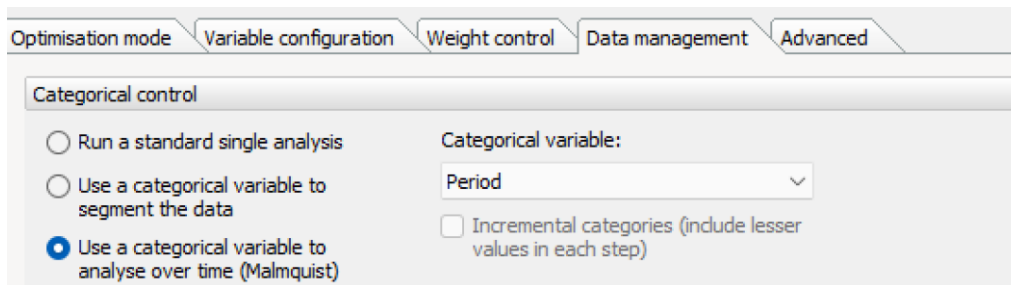 Optimisation mode Variable configuration Weight control Data management Advanced
Categorical control
Run a standard single analysis
Use a categorical variable to
segment the data
Use a categorical variable to
analyse over time (Malmquist)
Categorical variable:
Period
Incremental categories (include lesser
values in each step)